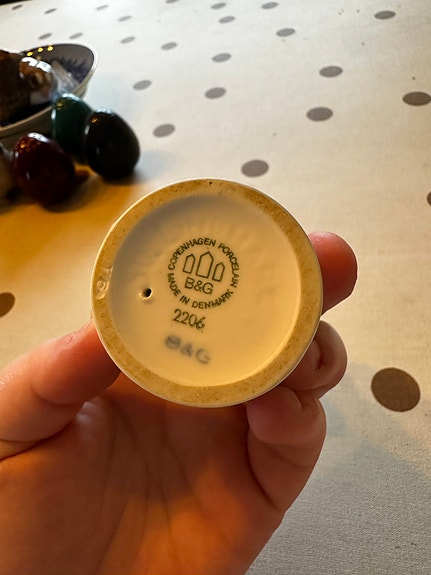 COPENHAGEN PORCELAIN
B&G
MADE IN DENMARK
2206
B&G